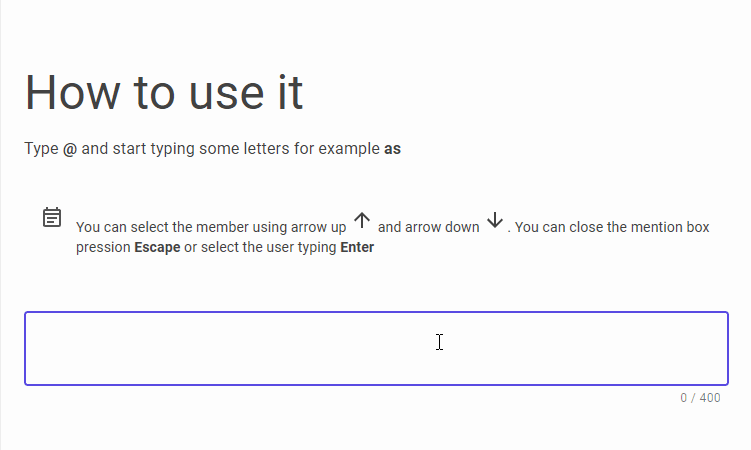 How to use it
Type @ and start typing some letters for example as
You can select the member using arrow up and arrow down . You can close the mention box
pression Escape or select the user typing Enter
0 / 400